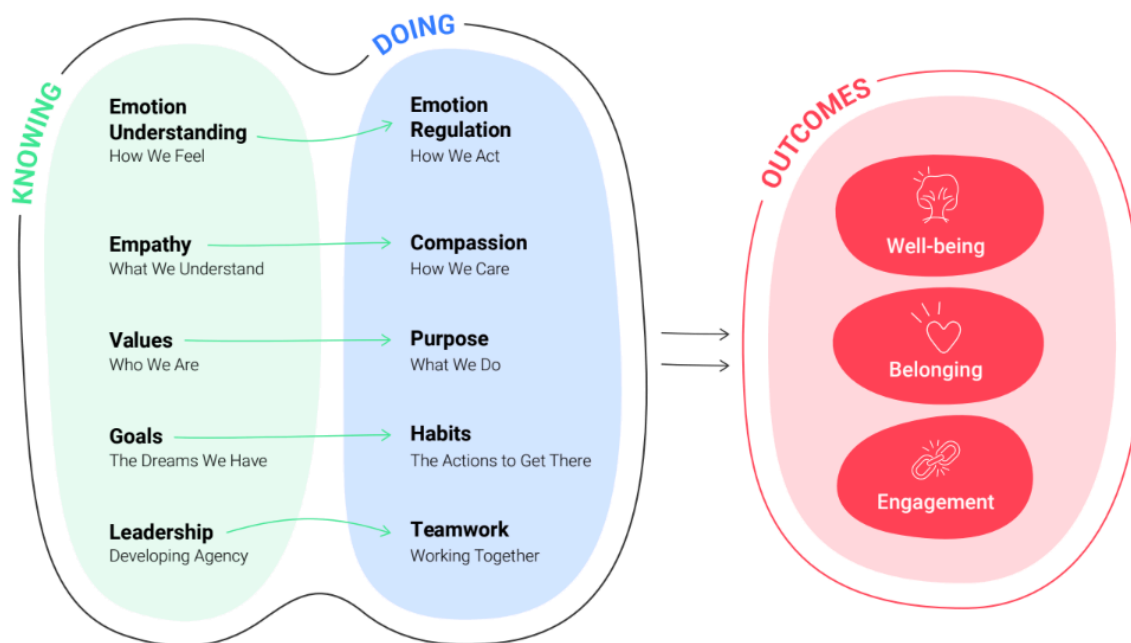 KNOWING
Emotion
Understanding
How We Feel
Empathy
What We Understand
Values
Who We Are
Goals
The Dreams We Have
Leadership
Developing Agency
DOING
Emotion
Regulation
How We Act
Compassion
How We Care
Purpose
What We Do
Habits
The Actions to Get There
Teamwork
Working Together
OUTCOMES
Well-being
Belonging
Engagement